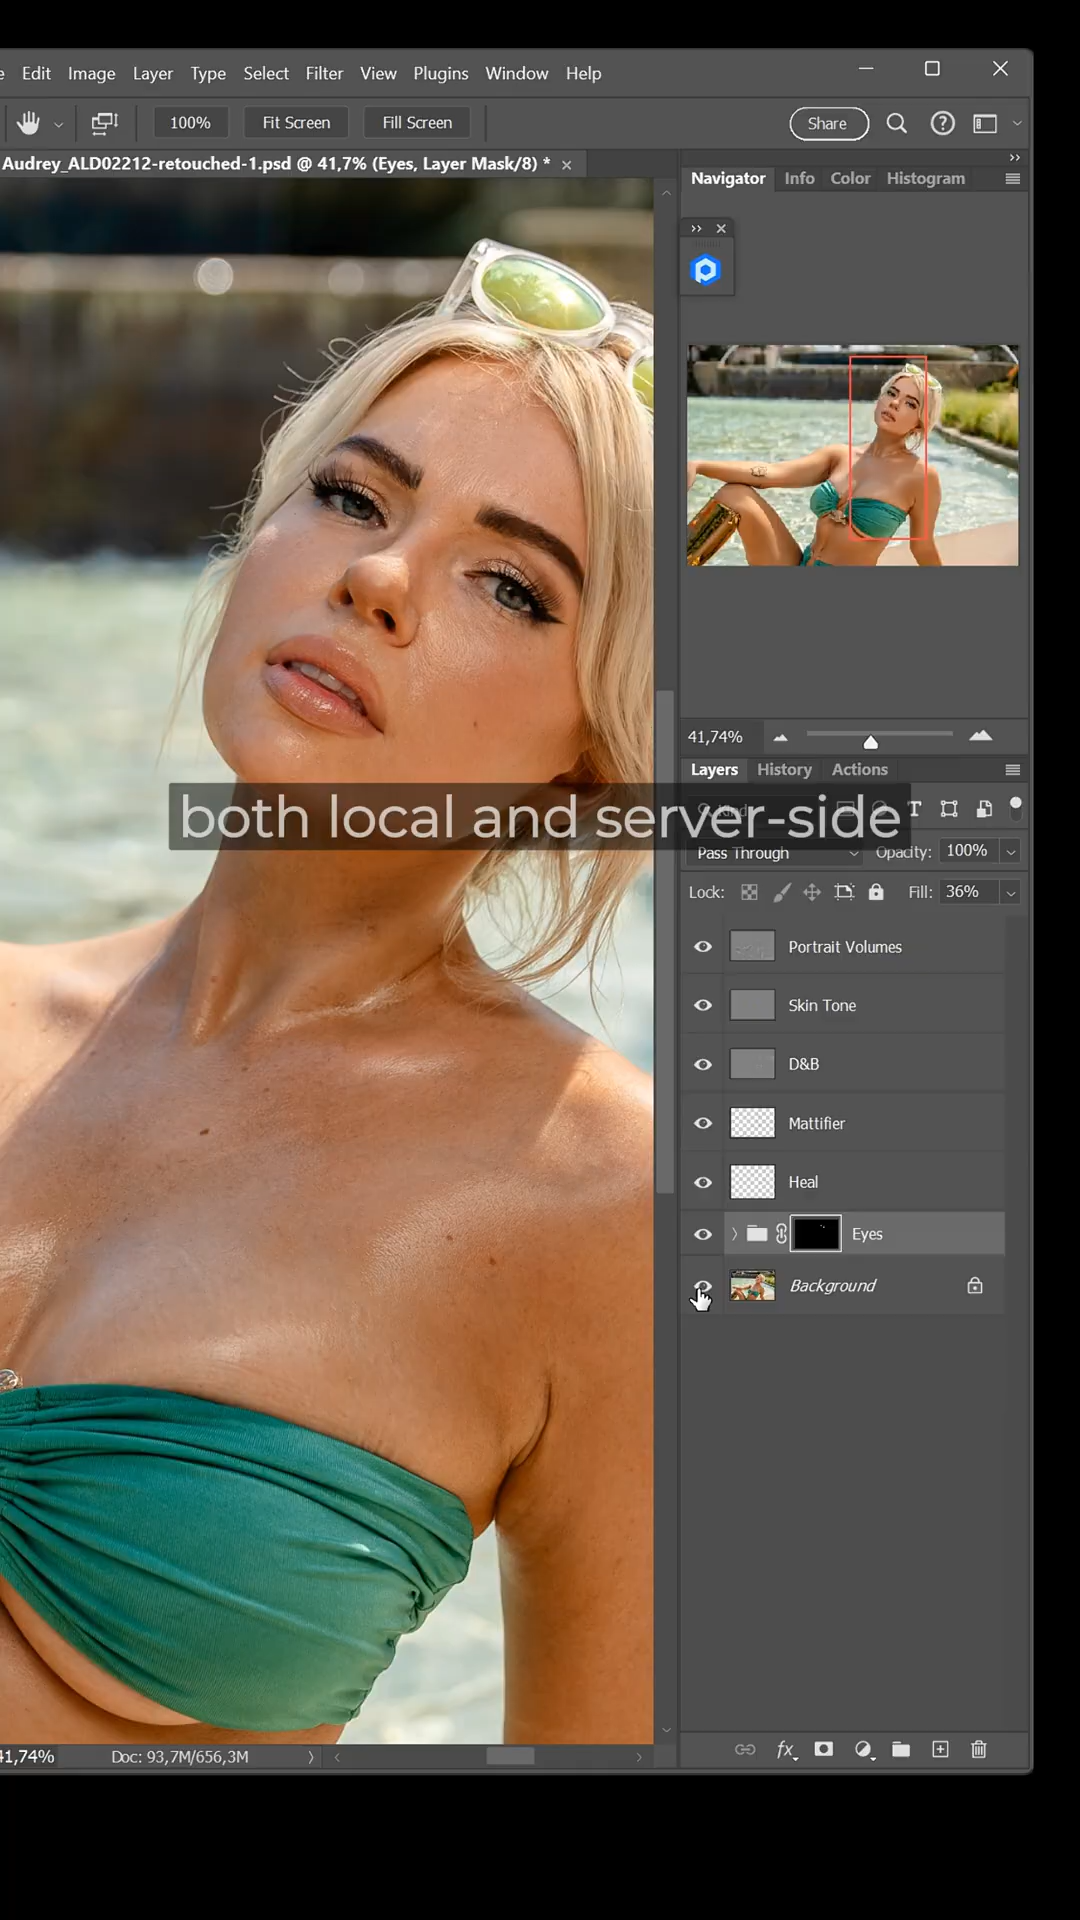 Edit Image Layer Type Select Filter View Plugins Window Help
100% Fit Screen Fill Screen Share
Audrey_ALD02212-retouched-1.psd @ 41,7% (Eyes, Layer Mask/8) *
Navigator Info Color Histogram
41,74%
Layers History Actions
both local and server-side
Pass Through Opacity: 100%
Lock: Fill: 36%
Portrait Volumes
Skin Tone
D&B
Mattifier
Heal
Eyes
Background
41,74% Doc: 93,7M/656,3M
fx